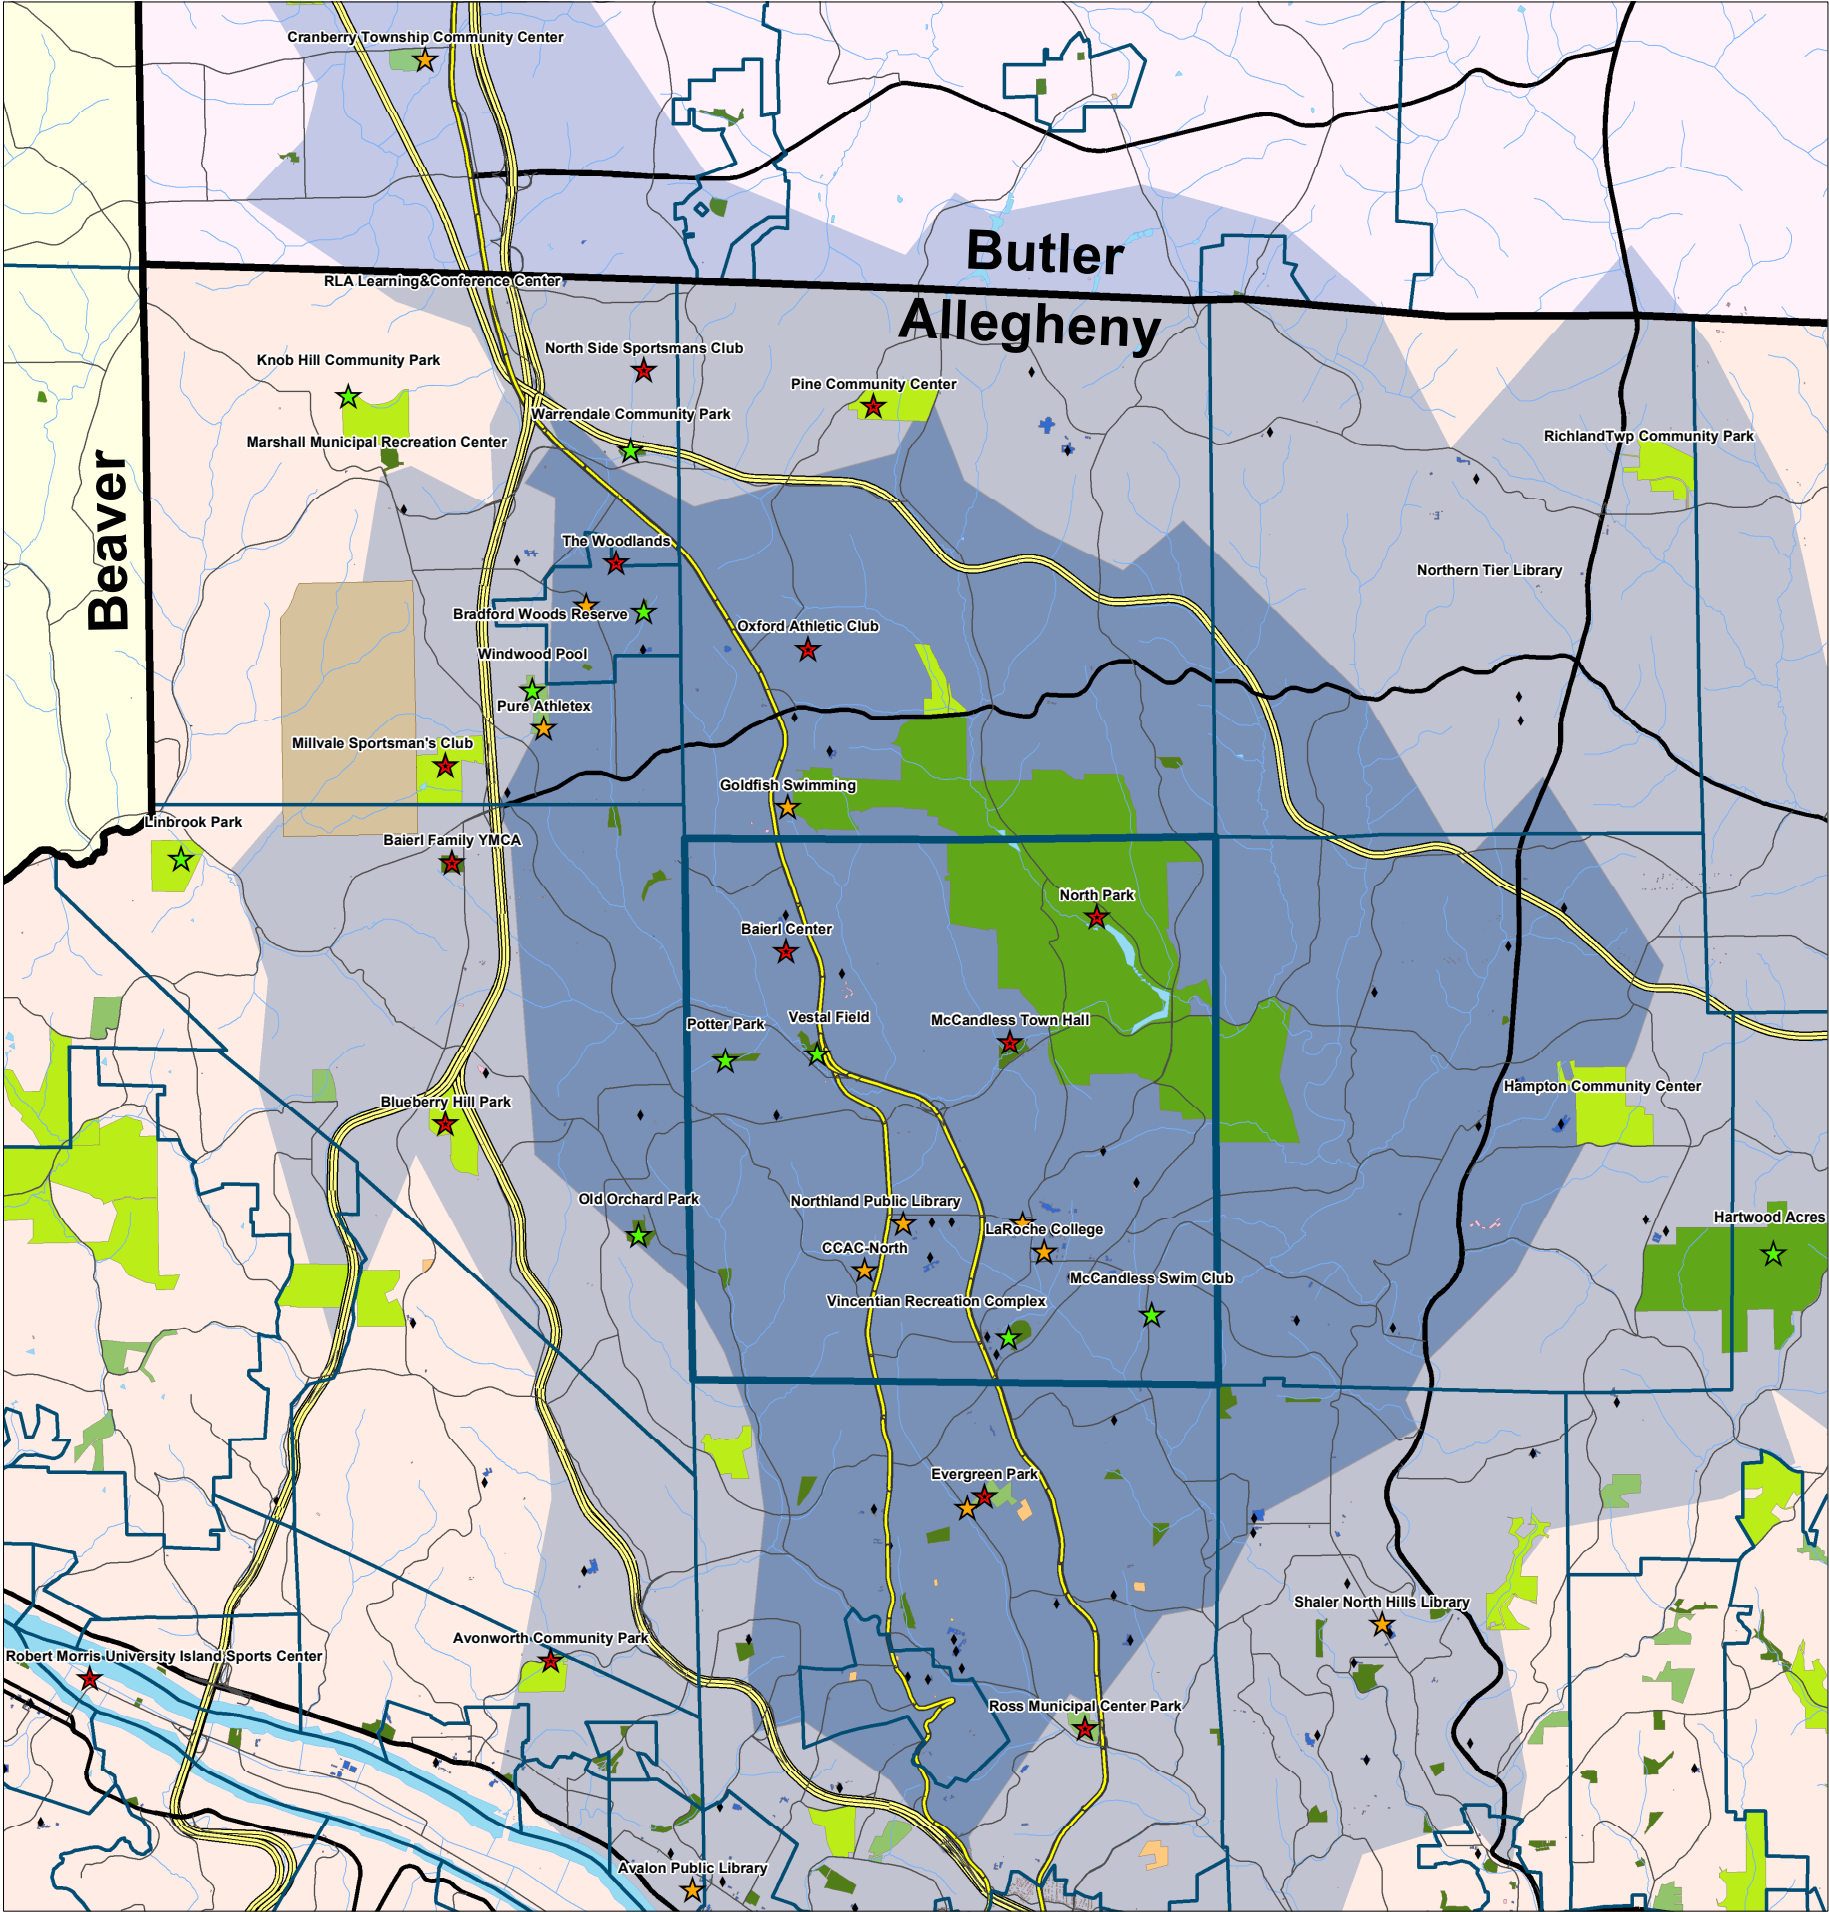 Cranberry Township Community Center
Butler
RLA Learning&Conference Center
Allegheny
North Side Sportsmans Club
Knob Hill Community Park
Pine Community Center
Warrendale Community Park
RichlandTwp Community Park
Marshall Municipal Recreation Center
Beaver
The Woodlands
Northern Tier Library
Bradford Woods Reserve
Oxford Athletic Club
Windwood Pool
Pure Athletex
Millvale Sportsman's Club
Goldfish Swimming
Linbrook Park
Baierl Family YMCA
North Park
Baierl Center
Vestal Field
Potter Park
McCandless Town Hall
Hampton Community Center
Blueberry Hill Park
Old Orchard Park
Northland Public Library
Hartwood Acres
LaRoche College
CCAC-North
McCandless Swim Club
Vincentian Recreation Complex
Evergreen Park
Shaler North Hills Library
Avonworth Community Park
Robert Morris University Island Sports Center
Ross Municipal Center Park
Avalon Public Library